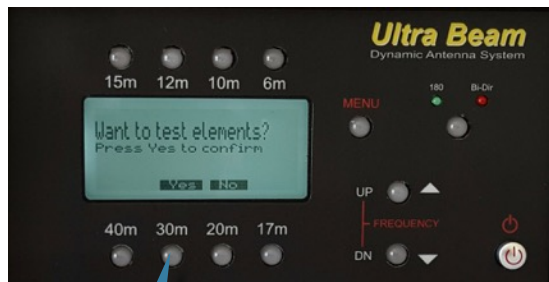 Ultra Beam
Dynamic Antenna System
15m 12m 10m 6m
180 Bi-Dir
MENU
Want to test elements?
Press Yes to confirm
Yes No
UP
FREQUENCY
DN
40m 30m 20m 17m